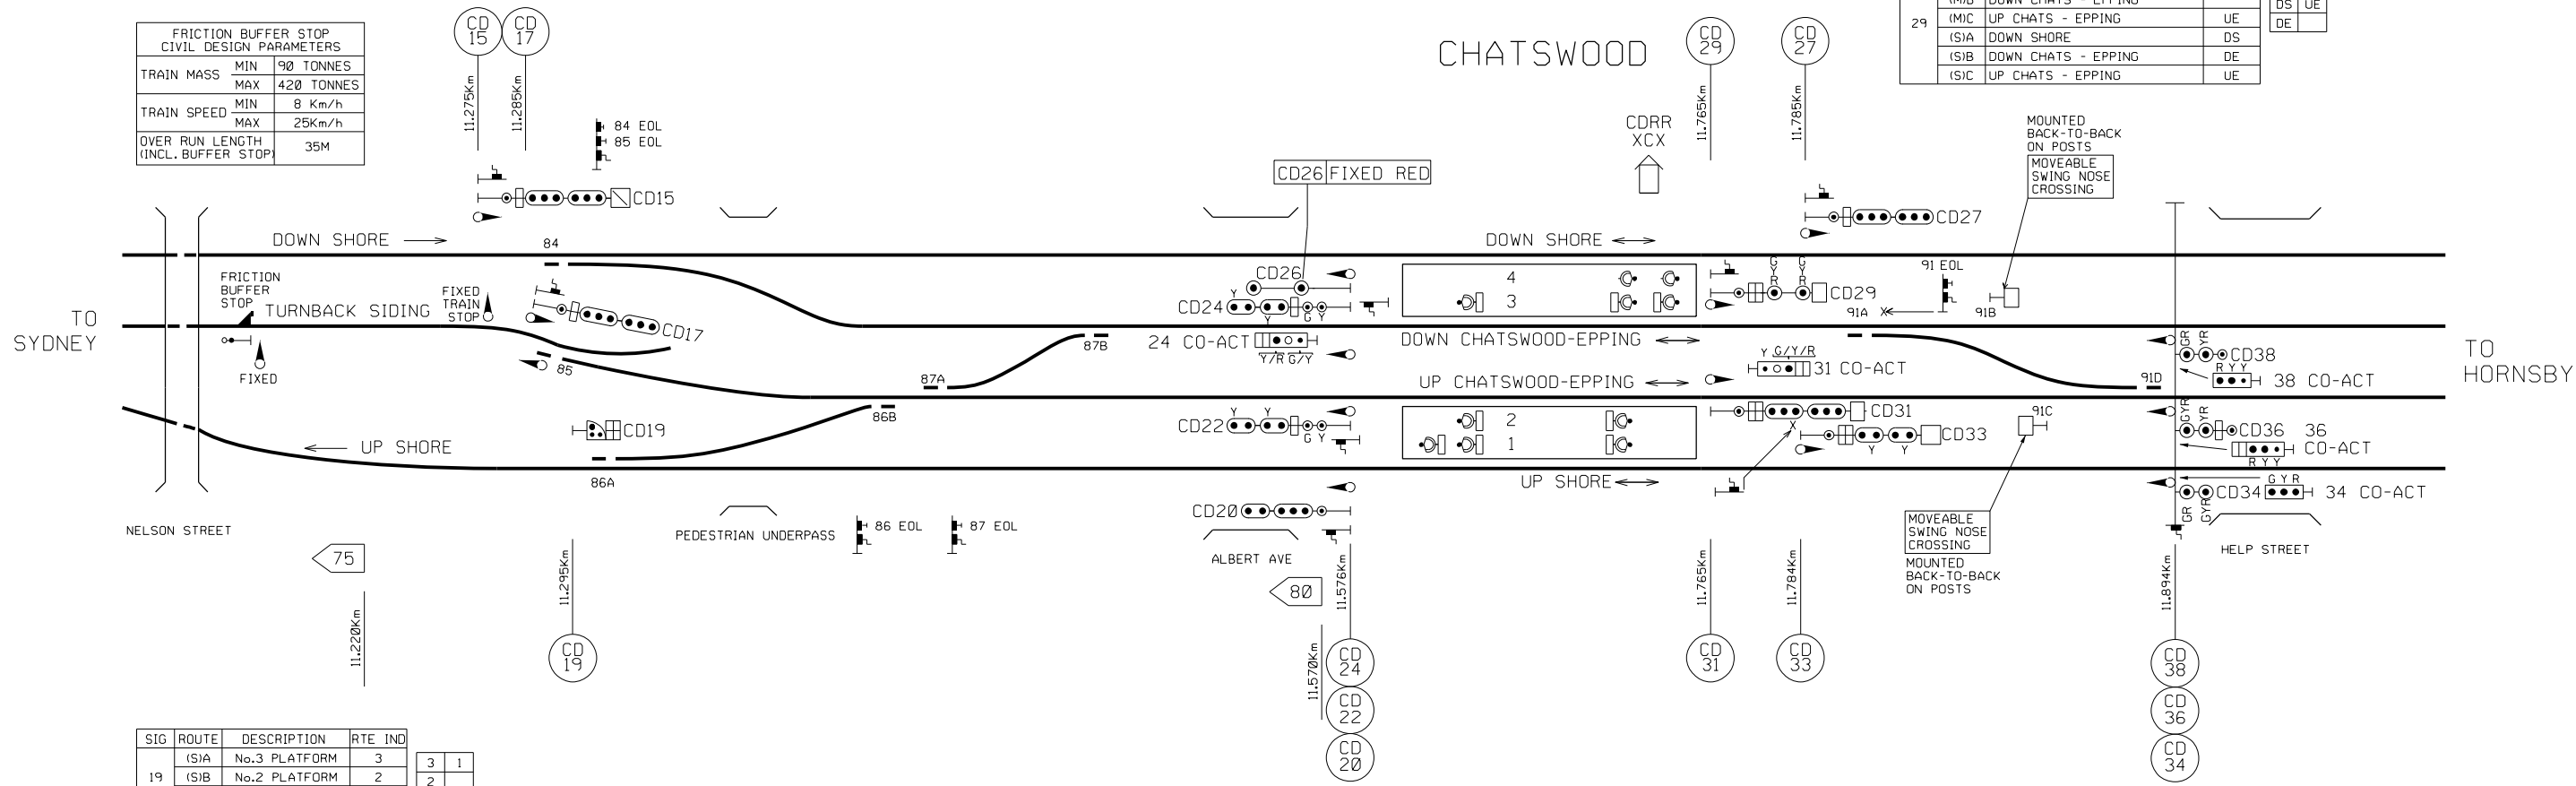 FRICTION BUFFER STOP
CIVIL DESIGN PARAMETERS
TRAIN MASS MIN 90 TONNES
MAX 420 TONNES
TRAIN SPEED MIN 8 Km/h
MAX 25Km/h
OVER RUN LENGTH
(INCL.BUFFER STOP) 35M
CD
15
CD
17
11.275Km
11.285Km
84 EOL
85 EOL
CD15
CHATSWOOD
CD
29
CD
27
11.765Km
11.785Km
CDRR
XCX
29
(M)B DOWN CHATS - EPPING
(M)C UP CHATS - EPPING UE
(S)A DOWN SHORE DS
(S)B DOWN CHATS - EPPING DE
(S)C UP CHATS - EPPING UE
DS UE
DE
MOUNTED
BACK-TO-BACK
ON POSTS
MOVEABLE
SWING NOSE
CROSSING
CD26 FIXED RED
CD27
DOWN SHORE
84
DOWN SHORE
FRICTION
BUFFER
STOP
TURNBACK SIDING
FIXED
TRAIN
STOP
CD17
FIXED
85
CD26
CD24
Y
G Y
24 CO-ACT
Y/R G/Y
4
3
G
Y
R
G
Y
R
CD29
91 EOL
91A X
91B
TO
SYDNEY
87B
87A
DOWN CHATSWOOD-EPPING
UP CHATSWOOD-EPPING
Y G/Y/R
31 CO-ACT
91D
GR
YR
CD38
R Y Y
38 CO-ACT
TO
HORNSBY
86B
CD19
UP SHORE
86A
Y Y
CD22
G Y
2
1
CD31
X
CD33
Y Y
91C
GYR
YR
CD36 36
CO-ACT
R Y Y
UP SHORE
G Y R
CD34
34 CO-ACT
GR
GYR
NELSON STREET
PEDESTRIAN UNDERPASS
86 EOL
87 EOL
CD20
ALBERT AVE
MOVEABLE
SWING NOSE
CROSSING
MOUNTED
BACK-TO-BACK
ON POSTS
HELP STREET
75
80
11.220Km
11.295Km
11.570Km
11.576Km
11.765Km
11.784Km
11.894Km
CD
19
CD
24
CD
22
CD
20
CD
31
CD
33
CD
38
CD
36
CD
34
SIG ROUTE DESCRIPTION RTE IND
19
(S)A No.3 PLATFORM 3
(S)B No.2 PLATFORM 2
3 1
2